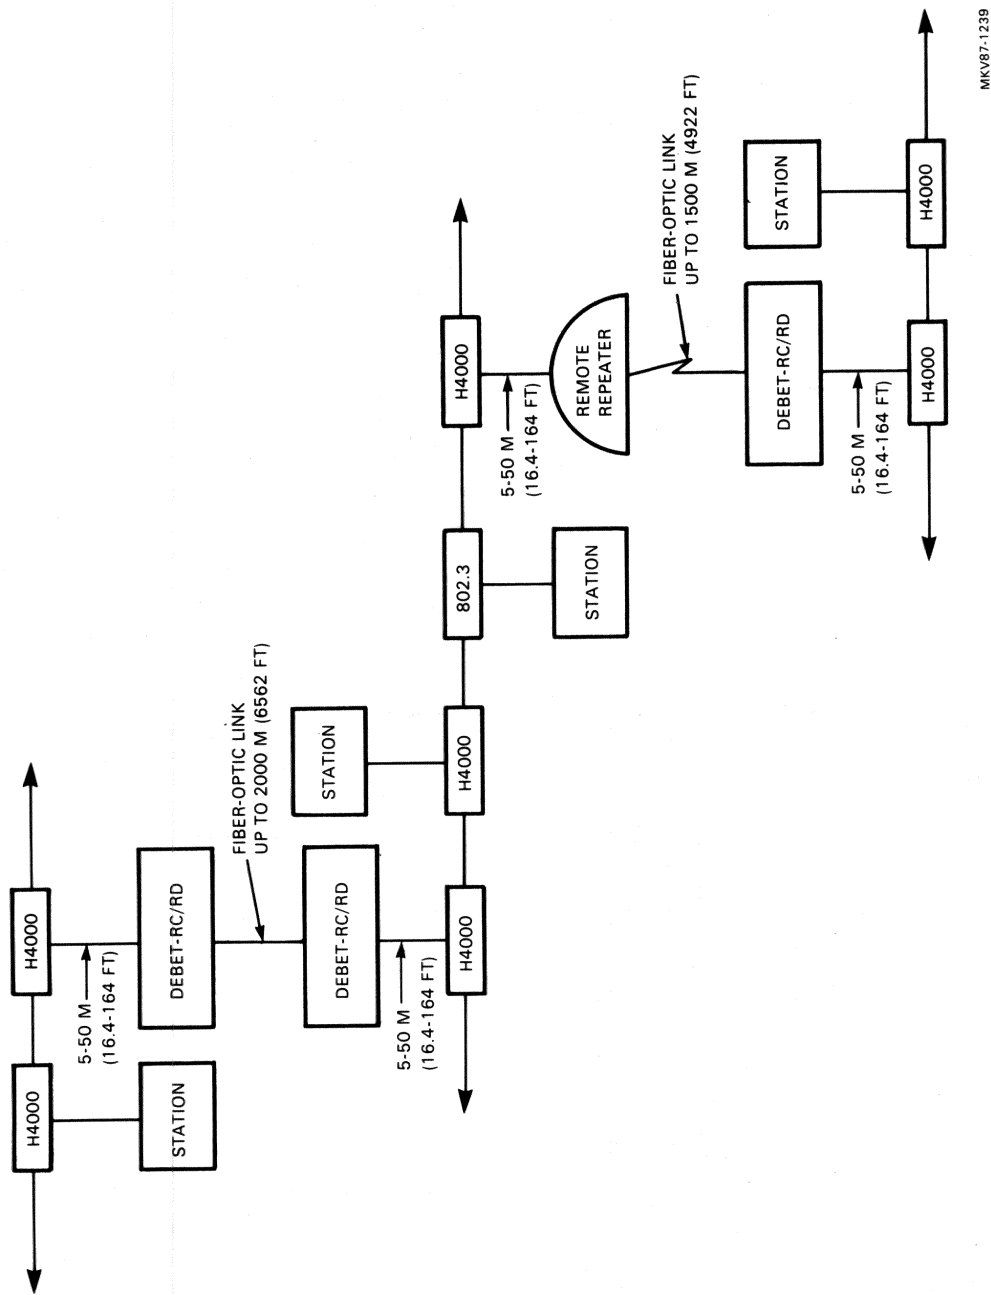 H4000
H4000
5-50 M
(16.4-164 FT)
STATION
DEBET-RC/RD
FIBER-OPTIC LINK
UP TO 2000 M (6562 FT)
DEBET-RC/RD
STATION
5-50 M
(16.4-164 FT)
H4000
H4000
802.3
H4000
STATION
5-50 M
(16.4-164 FT)
REMOTE
REPEATER
FIBER-OPTIC LINK
UP TO 1500 M (4922 FT)
DEBET-RC/RD
STATION
5-50 M
(16.4-164 FT)
H4000
H4000
MKV87-1239